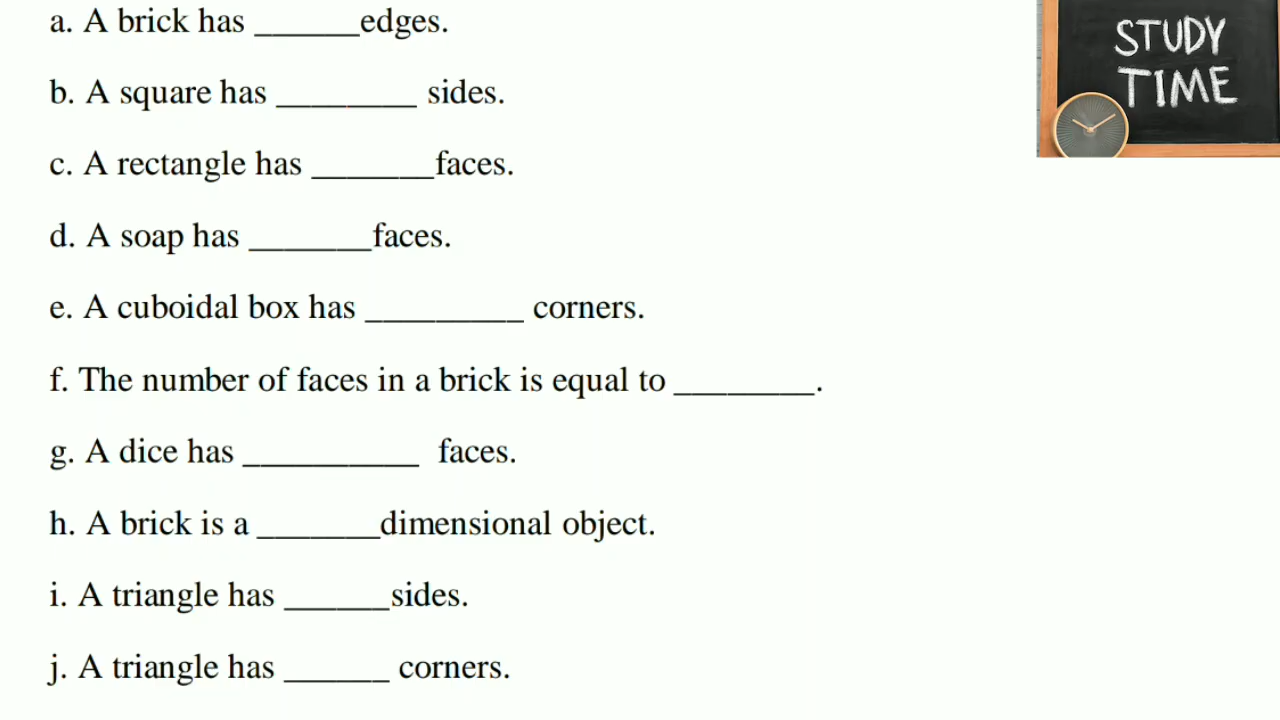 a. A brick has ______edges.
b. A square has ________ sides.
c. A rectangle has _______faces.
d. A soap has _______faces.
e. A cuboidal box has _________ corners.
f. The number of faces in a brick is equal to ________.
g. A dice has __________ faces.
h. A brick is a _______dimensional object.
i. A triangle has ______sides.
j. A triangle has ______ corners.
STUDY
TIME